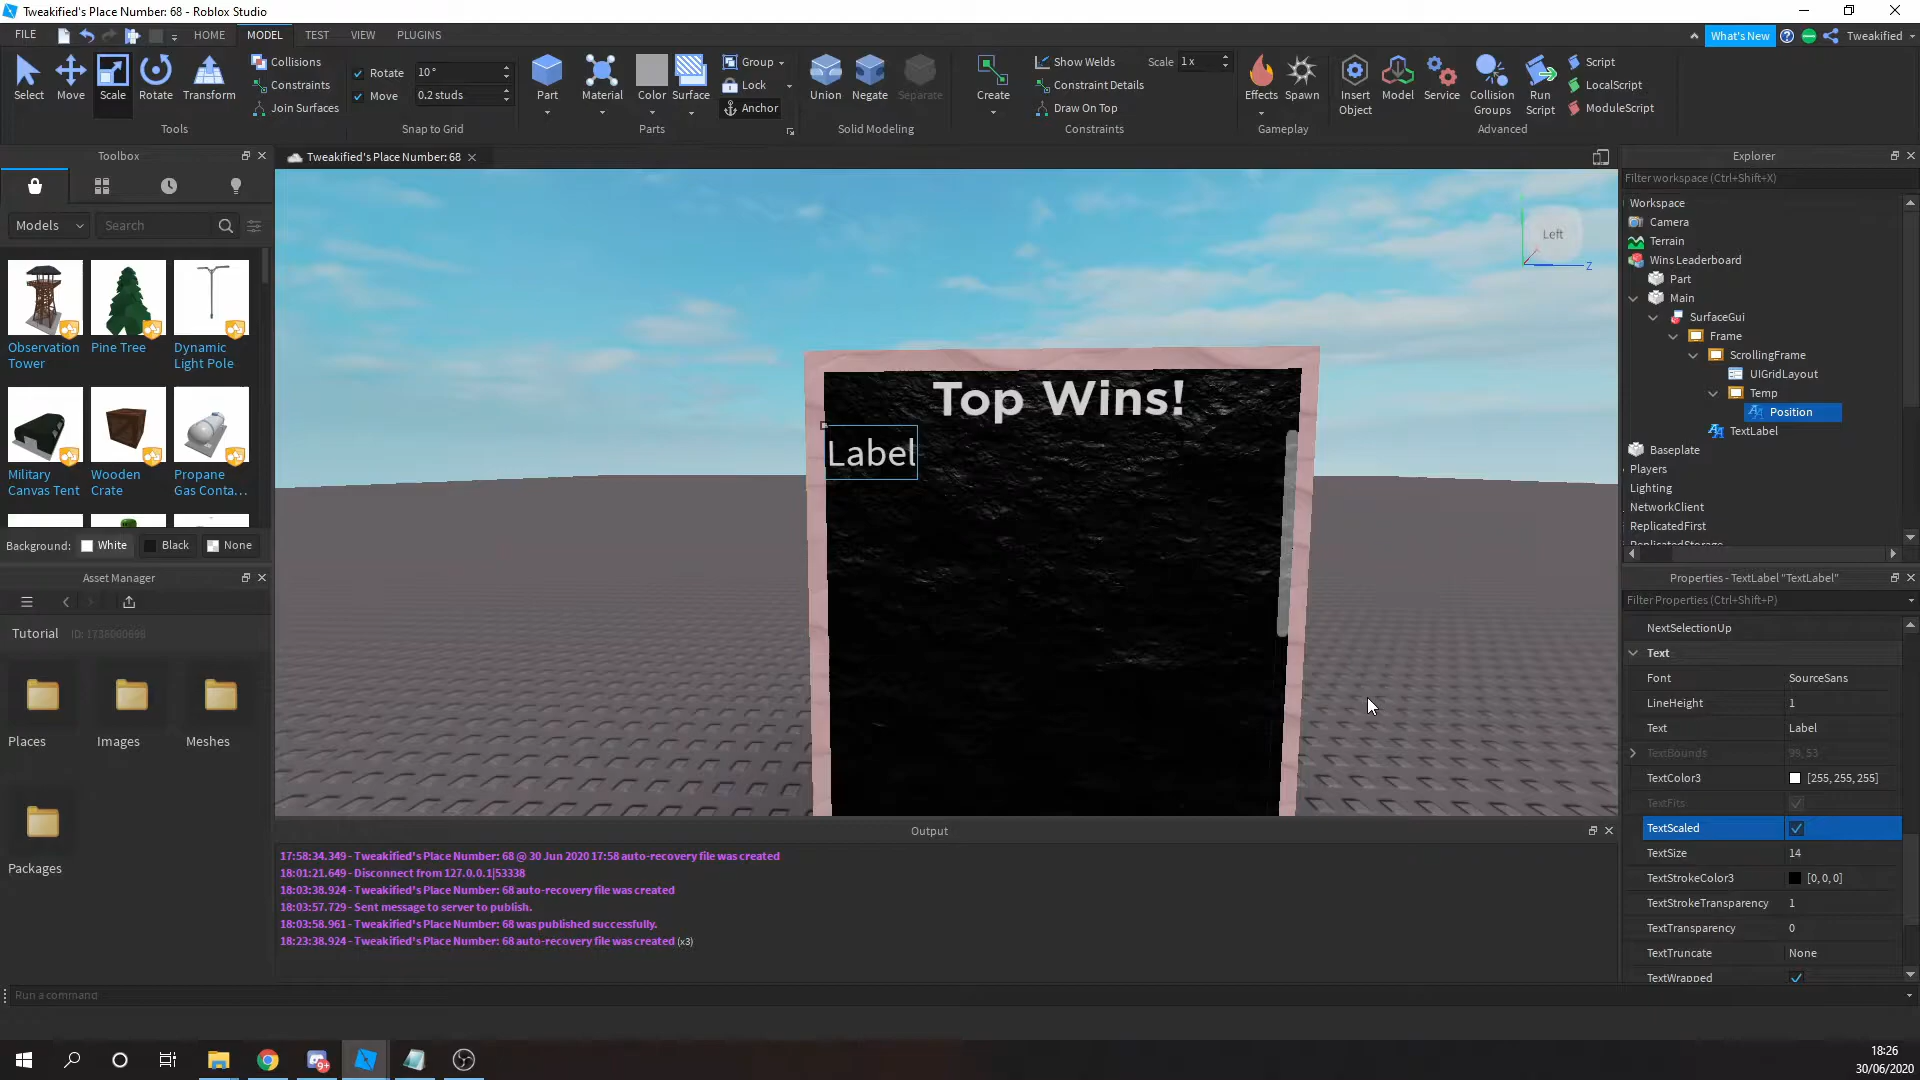 Tweakified's Place Number: 68 - Roblox Studio
FILE
HOME
MODEL
TEST
VIEW
PLUGINS
What's New
Tweakified
Select
Move
Scale
Rotate
Transform
Tools
Collisions
Constraints
Join Surfaces
Rotate
10°
Move
0.2 studs
Snap to Grid
Part
Material
Color
Surface
Group
Lock
Anchor
Parts
Union
Negate
Separate
Solid Modeling
Create
Show Welds
Scale
1 x
Constraint Details
Draw On Top
Constraints
Effects
Spawn
Gameplay
Insert
Object
Model
Service
Collision
Groups
Run
Script
Script
LocalScript
ModuleScript
Advanced
Toolbox
Models
Search
Observation
Tower
Pine Tree
Dynamic
Light Pole
Military
Canvas Tent
Wooden
Crate
Propane
Gas Conta...
Background:
White
Black
None
Asset Manager
Tutorial
ID: 1738000698
Places
Images
Meshes
Packages
Tweakified's Place Number: 68
Left
Z
Top Wins!
Label
Output
17:58:34.349 - Tweakified's Place Number: 68 @ 30 Jun 2020 17:58 auto-recovery file was created
18:01:21.649 - Disconnect from 127.0.0.1|53338
18:03:38.924 - Tweakified's Place Number: 68 auto-recovery file was created
18:03:57.729 - Sent message to server to publish.
18:03:58.961 - Tweakified's Place Number: 68 was published successfully.
18:23:38.924 - Tweakified's Place Number: 68 auto-recovery file was created (x3)
Run a command
Explorer
Filter workspace (Ctrl+Shift+X)
Workspace
Camera
Terrain
Wins Leaderboard
Part
Main
SurfaceGui
Frame
ScrollingFrame
UIGridLayout
Temp
Position
TextLabel
Baseplate
Players
Lighting
NetworkClient
ReplicatedFirst
ReplicatedStorage
Properties - TextLabel "TextLabel"
Filter Properties (Ctrl+Shift+P)
NextSelectionUp
Text
Font SourceSans
LineHeight 1
Text Label
TextBounds 99, 53
TextColor3 [255, 255, 255]
TextFits
TextScaled
TextSize 14
TextStrokeColor3 [0, 0, 0]
TextStrokeTransparency 1
TextTransparency 0
TextTruncate None
TextWrapped
9+
18:26
30/06/2020